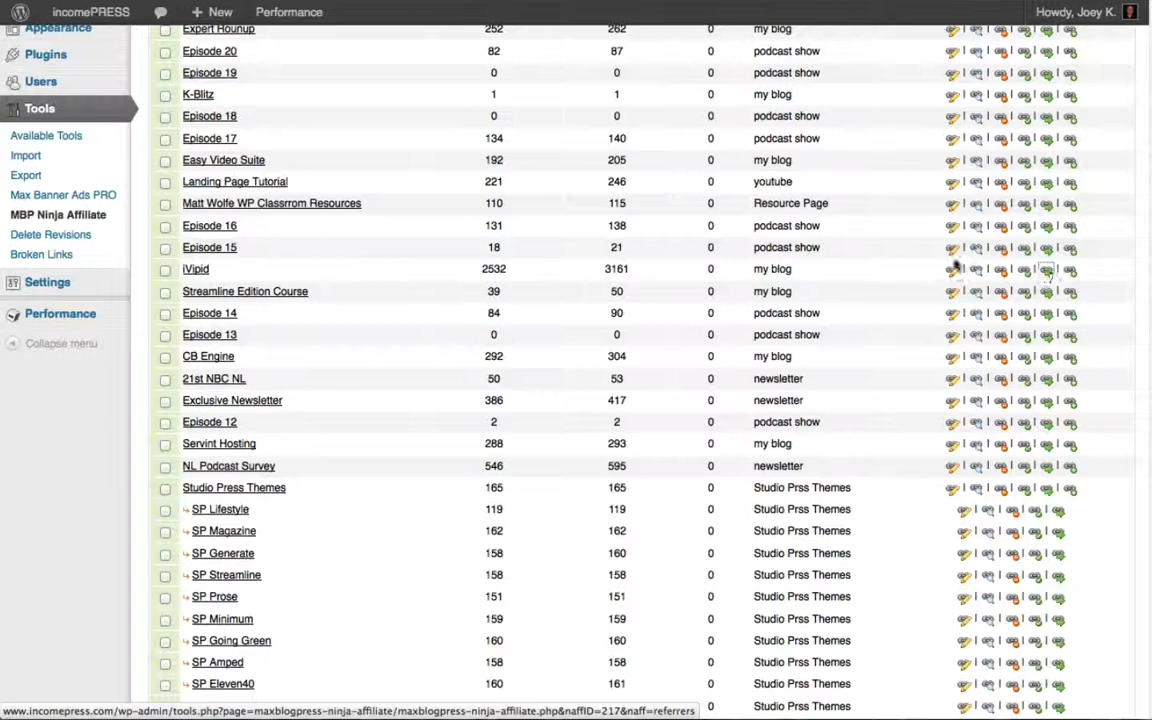 incomePRESS + New Performance Howdy, Joey K.
Appearance
Plugins
Users
Tools
Available Tools
Import
Export
Max Banner Ads PRO
MBP Ninja Affiliate
Delete Revisions
Broken Links
Settings
Performance
Collapse menu
Expert Hounup 252 262 0 my blog
Episode 20 82 87 0 podcast show
Episode 19 0 0 0 podcast show
K-Blitz 1 1 0 my blog
Episode 18 0 0 0 podcast show
Episode 17 134 140 0 podcast show
Easy Video Suite 192 205 0 my blog
Landing Page Tutorial 221 246 0 youtube
Matt Wolfe WP Classrrom Resources 110 115 0 Resource Page
Episode 16 131 138 0 podcast show
Episode 15 18 21 0 podcast show
iVipid 2532 3161 0 my blog
Streamline Edition Course 39 50 0 my blog
Episode 14 84 90 0 podcast show
Episode 13 0 0 0 podcast show
CB Engine 292 304 0 my blog
21st NBC NL 50 53 0 newsletter
Exclusive Newsletter 386 417 0 newsletter
Episode 12 2 2 0 podcast show
Servint Hosting 288 293 0 my blog
NL Podcast Survey 546 595 0 newsletter
Studio Press Themes 165 165 0 Studio Prss Themes
SP Lifestyle 119 119 0 Studio Prss Themes
SP Magazine 162 162 0 Studio Prss Themes
SP Generate 158 160 0 Studio Prss Themes
SP Streamline 158 158 0 Studio Prss Themes
SP Prose 151 151 0 Studio Prss Themes
SP Minimum 159 159 0 Studio Prss Themes
SP Going Green 160 160 0 Studio Prss Themes
SP Amped 158 158 0 Studio Prss Themes
SP Eleven40 160 161 0 Studio Prss Themes
156 156 0 Studio Prss Themes
www.incomepress.com/wp-admin/tools.php?page=maxblogpress-ninja-affiliate/maxblogpress-ninja-affiliate.php&naffID=217&naff=referrers